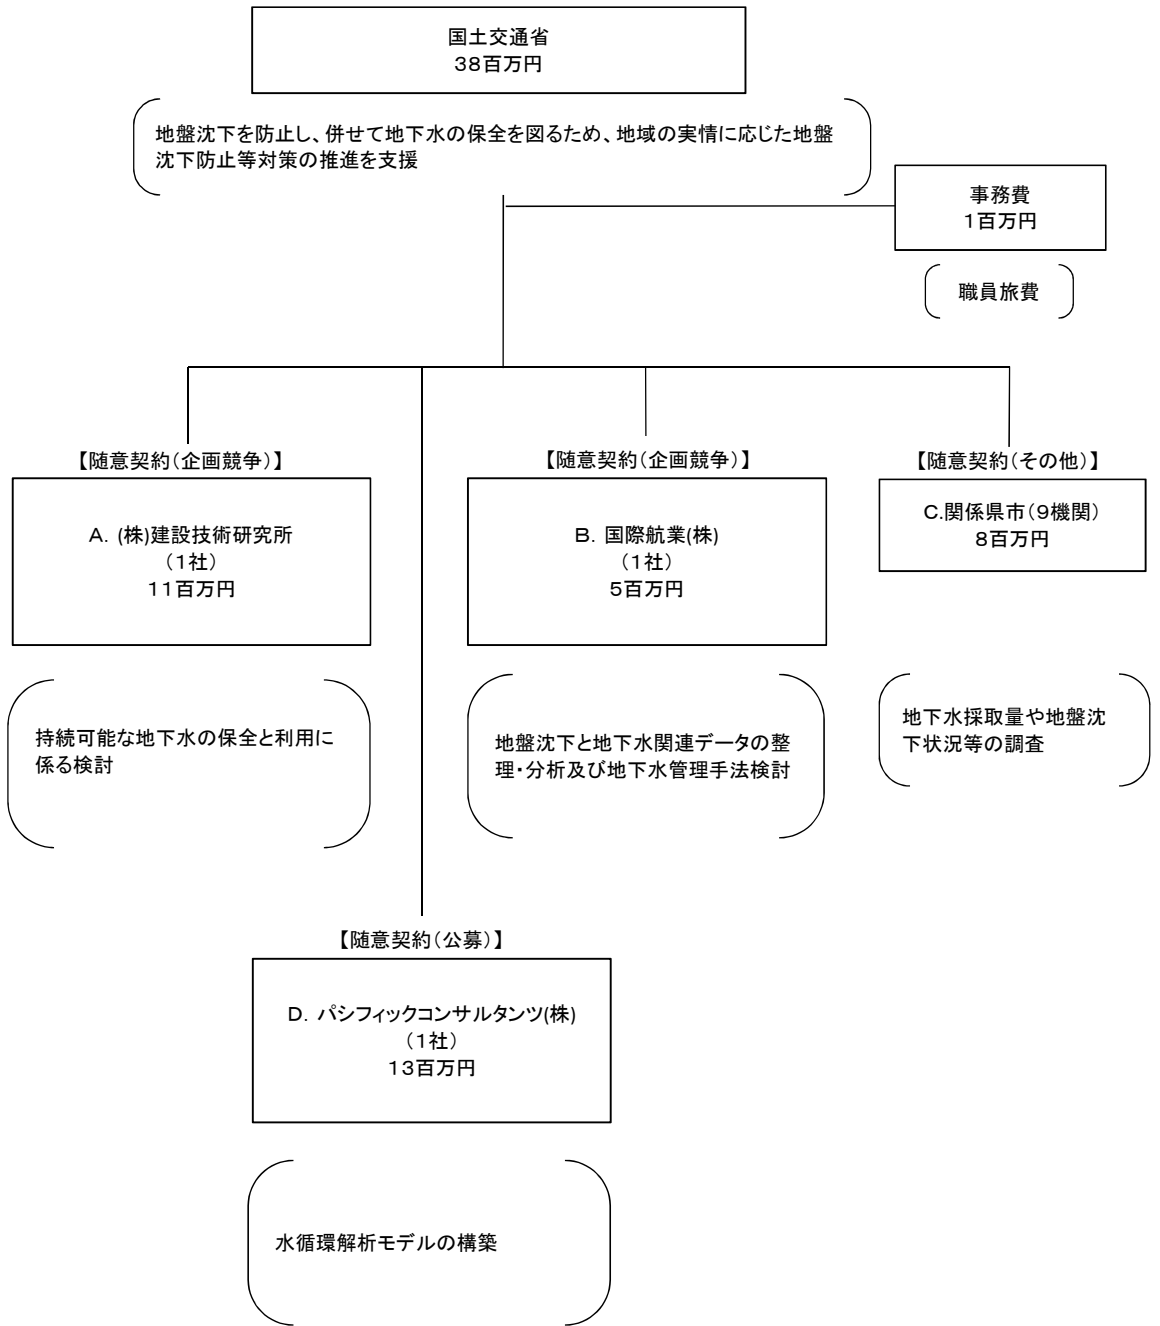 国土交通省
38百万円
地盤沈下を防止し、併せて地下水の保全を図るため、地域の実情に応じた地盤
沈下防止等対策の推進を支援
事務費
1百万円
職員旅費
【随意契約（企画競争）】
A. (株)建設技術研究所
（1社）
11百万円
持続可能な地下水の保全と利用に
係る検討
【随意契約（企画競争）】
B. 国際航業(株)
（1社）
5百万円
地盤沈下と地下水関連データの整
理・分析及び地下水管理手法検討
【随意契約（その他）】
C.関係県市（9機関）
8百万円
地下水採取量や地盤沈
下状況等の調査
【随意契約（公募）】
D. パシフィックコンサルタンツ(株)
（1社）
13百万円
水循環解析モデルの構築